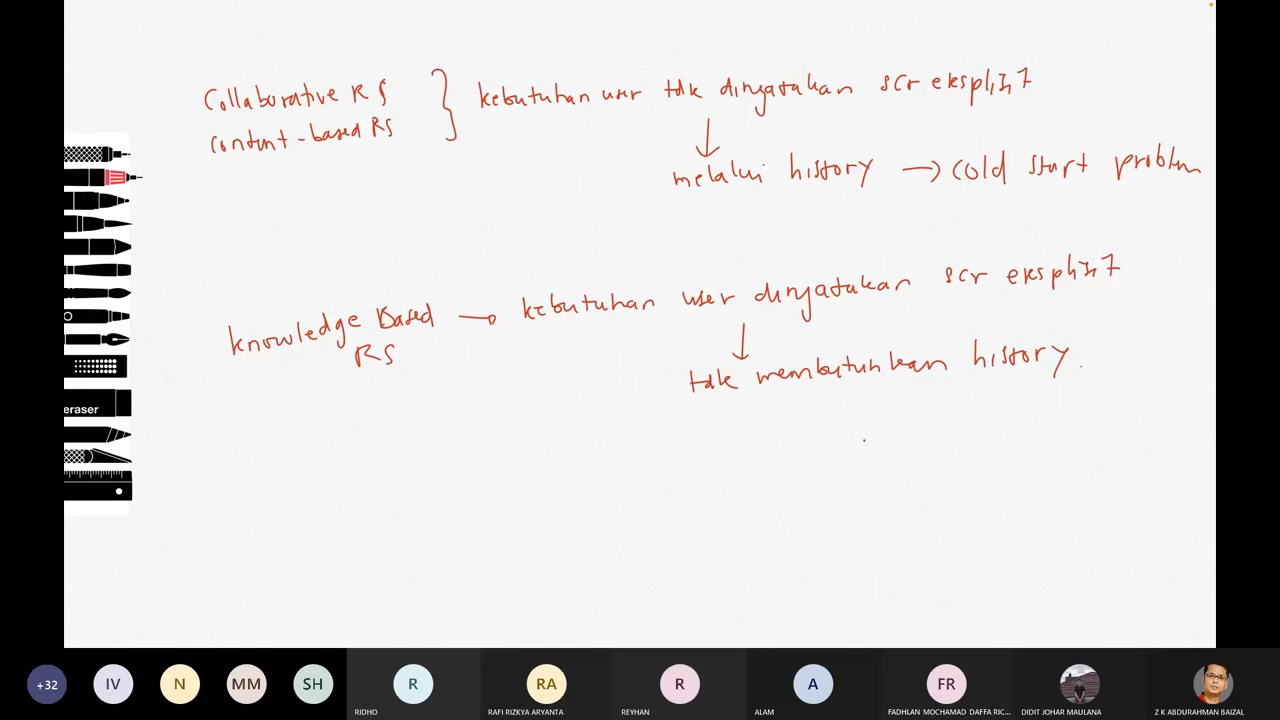 Collaborative RS
content-based RS
kebutuhan user tdk dinyatakan scr eksplisit
melalui history → cold start problem
knowledge Based
RS
→ kebutuhan user dinyatakan scr eksplisit
tdk membutuhkan history.
eraser
+32
IV
N
MM
SH
R
RIDHO
RA
RAFI RIZKYA ARYANTA
R
REYHAN
A
ALAM
FR
FADHLAN MOCHAMAD DAFFA RIC...
DIDIT JOHAR MAULANA
Z K ABDURAHMAN BAIZAL